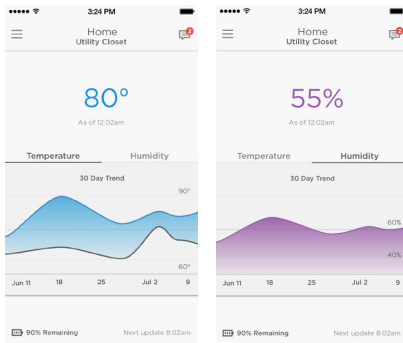 3:24 PM
Home
Utility Closet
2
80°
As of 12:02am
Temperature Humidity
30 Day Trend
90°
60°
Jun 11 18 25 Jul 2 9
90% Remaining Next update 8:02am
3:24 PM
Home
Utility Closet
2
55%
As of 12:02am
Temperature Humidity
30 Day Trend
60%
40%
Jun 11 18 25 Jul 2 9
90% Remaining Next update 8:02am